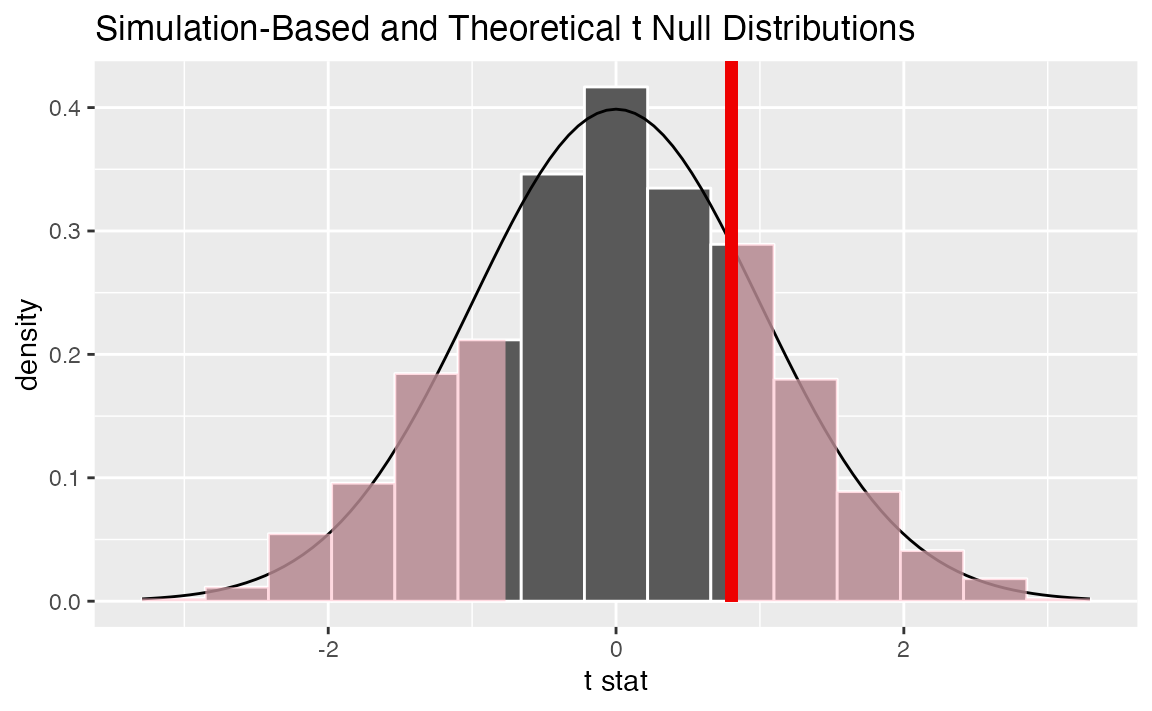 Simulation-Based and Theoretical t Null Distributions
0.4
0.3
0.2
0.1
0.0
density
-2 0 2
t stat